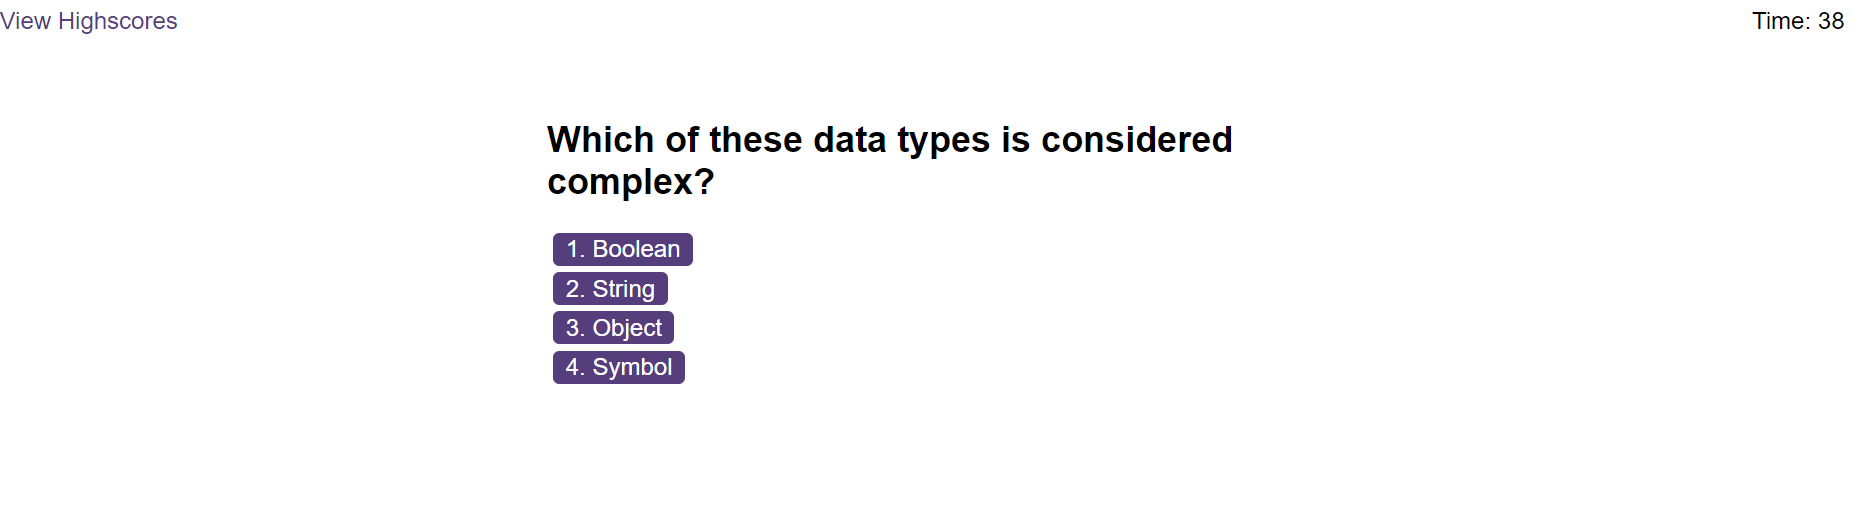 View Highscores
Time: 38
Which of these data types is considered
complex?
1. Boolean
2. String
3. Object
4. Symbol